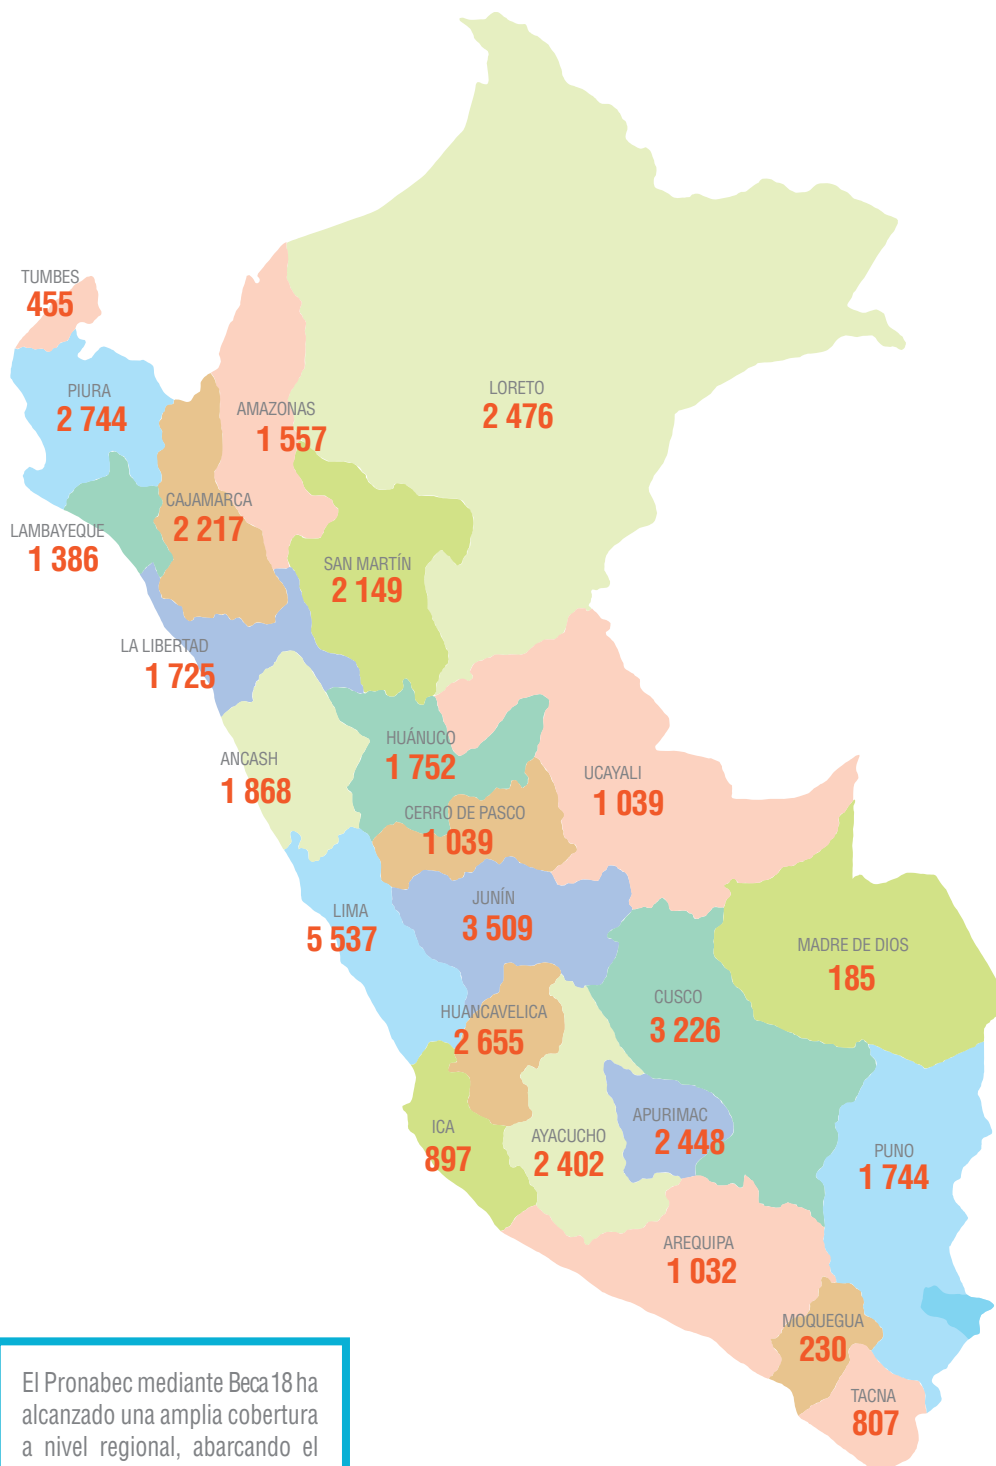 TUMBES
455
PIURA
2 744
LORETO
2 476
AMAZONAS
1 557
CAJAMARCA
2 217
LAMBAYEQUE
1 386
SAN MARTÍN
2 149
LA LIBERTAD
1 725
HUÁNUCO
1 752
ANCASH
1 868
UCAYALI
1 039
CERRO DE PASCO
1 039
JUNÍN
3 509
LIMA
5 537
MADRE DE DIOS
185
CUSCO
3 226
HUANCAVELICA
2 655
ICA
897
AYACUCHO
2 402
APURIMAC
2 448
PUNO
1 744
AREQUIPA
1 032
MOQUEGUA
230
TACNA
807
El Pronabec mediante Beca 18 ha
alcanzado una amplia cobertura
a nivel regional, abarcando el